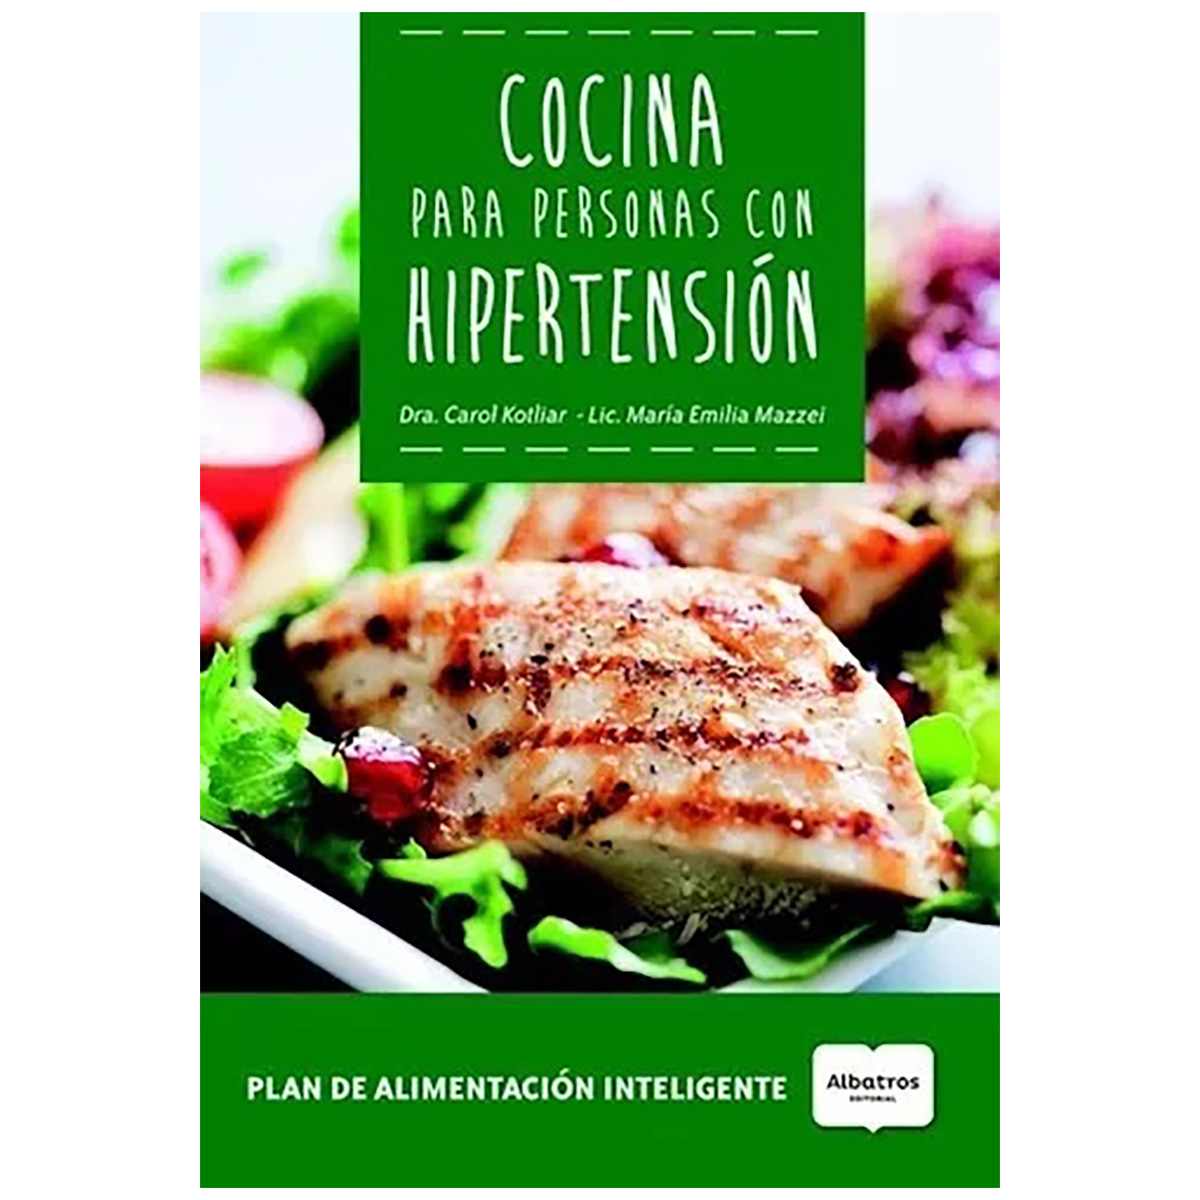 COCINA
PARA PERSONAS CON
HIPERTENSIÓN
Dra. Carol Kotliar - Lic. María Emilia Mazzei
PLAN DE ALIMENTACIÓN INTELIGENTE
Albatros
EDITORIAL